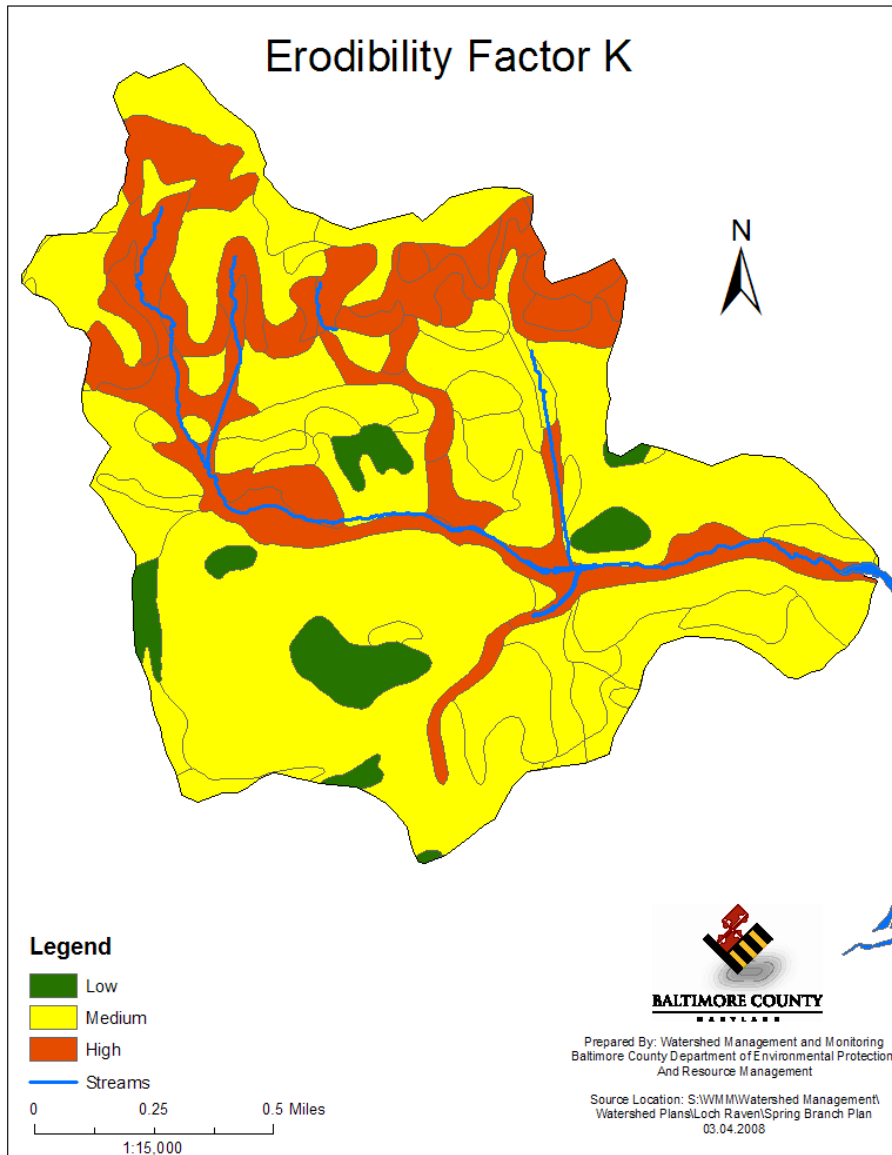 Erodibility Factor K
N
Legend
Low
Medium
High
Streams
0 0.25 0.5 Miles
1:15,000
BALTIMORE COUNTY
MARYLAND
Prepared By: Watershed Management and Monitoring
Baltimore County Department of Environmental Protection
And Resource Management
Source Location: S:\WMM\Watershed Management\
Watershed Plans\Loch Raven\Spring Branch Plan
03.04.2008